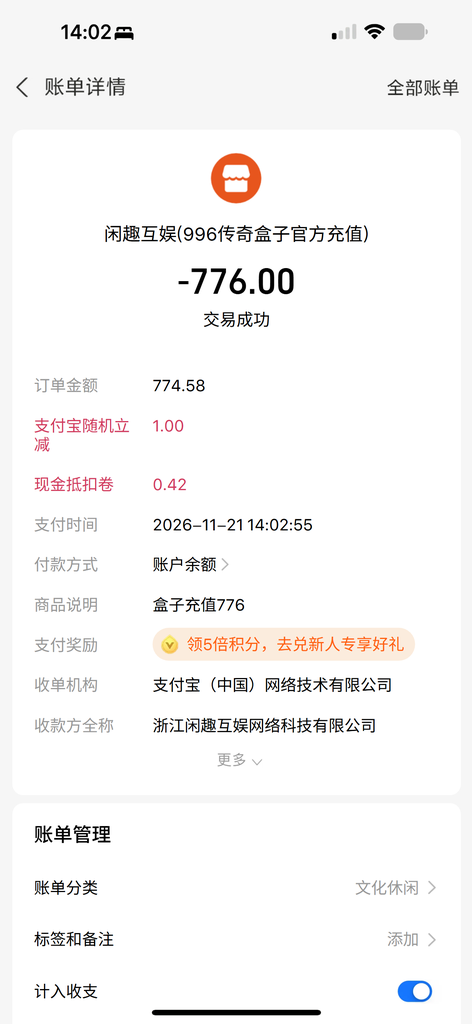 14:02
账单详情
全部账单
闲趣互娱(996传奇盒子官方充值)
-776.00
交易成功
订单金额 774.58
支付宝随机立
减 1.00
现金抵扣卷 0.42
支付时间 2026-11-21 14:02:55
付款方式 账户余额
商品说明 盒子充值776
支付奖励 领5倍积分，去兑新人专享好礼
收单机构 支付宝（中国）网络技术有限公司
收款方全称 浙江闲趣互娱网络科技有限公司
更多
账单管理
账单分类 文化休闲
标签和备注 添加
计入收支